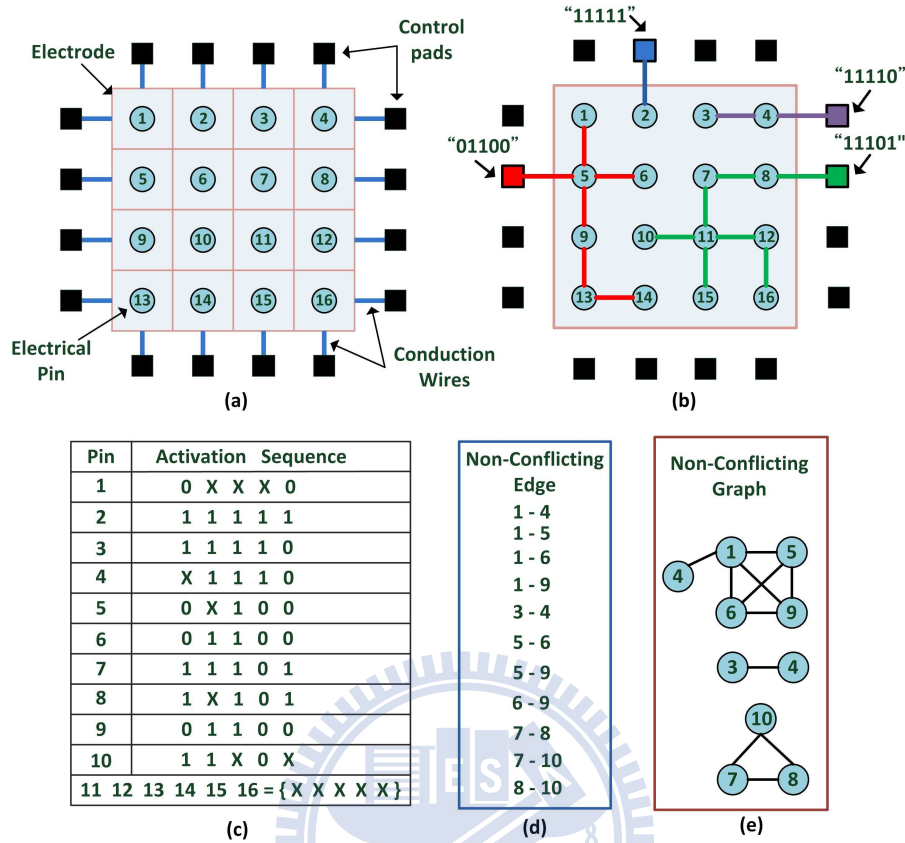 Electrode
Control
pads
1 2 3 4
5 6 7 8
9 10 11 12
13 14 15 16
Electrical
Pin
Conduction
Wires
(a)
"11111"
"11110"
"01100"
"11101"
1 2 3 4
5 6 7 8
9 10 11 12
13 14 15 16
(b)
Pin Activation Sequence
1 0 X X X 0
2 1 1 1 1 1
3 1 1 1 1 0
4 X 1 1 1 0
5 0 X 1 0 0
6 0 1 1 0 0
7 1 1 1 0 1
8 1 X 1 0 1
9 0 1 1 0 0
10 1 1 X 0 X
11 12 13 14 15 16 = { X X X X X }
(c)
Non-Conflicting
Edge
1 - 4
1 - 5
1 - 6
1 - 9
3 - 4
5 - 6
5 - 9
6 - 9
7 - 8
7 - 10
8 - 10
(d)
Non-Conflicting
Graph
1 5
4
6 9
3 4
10
7 8
(e)
E S